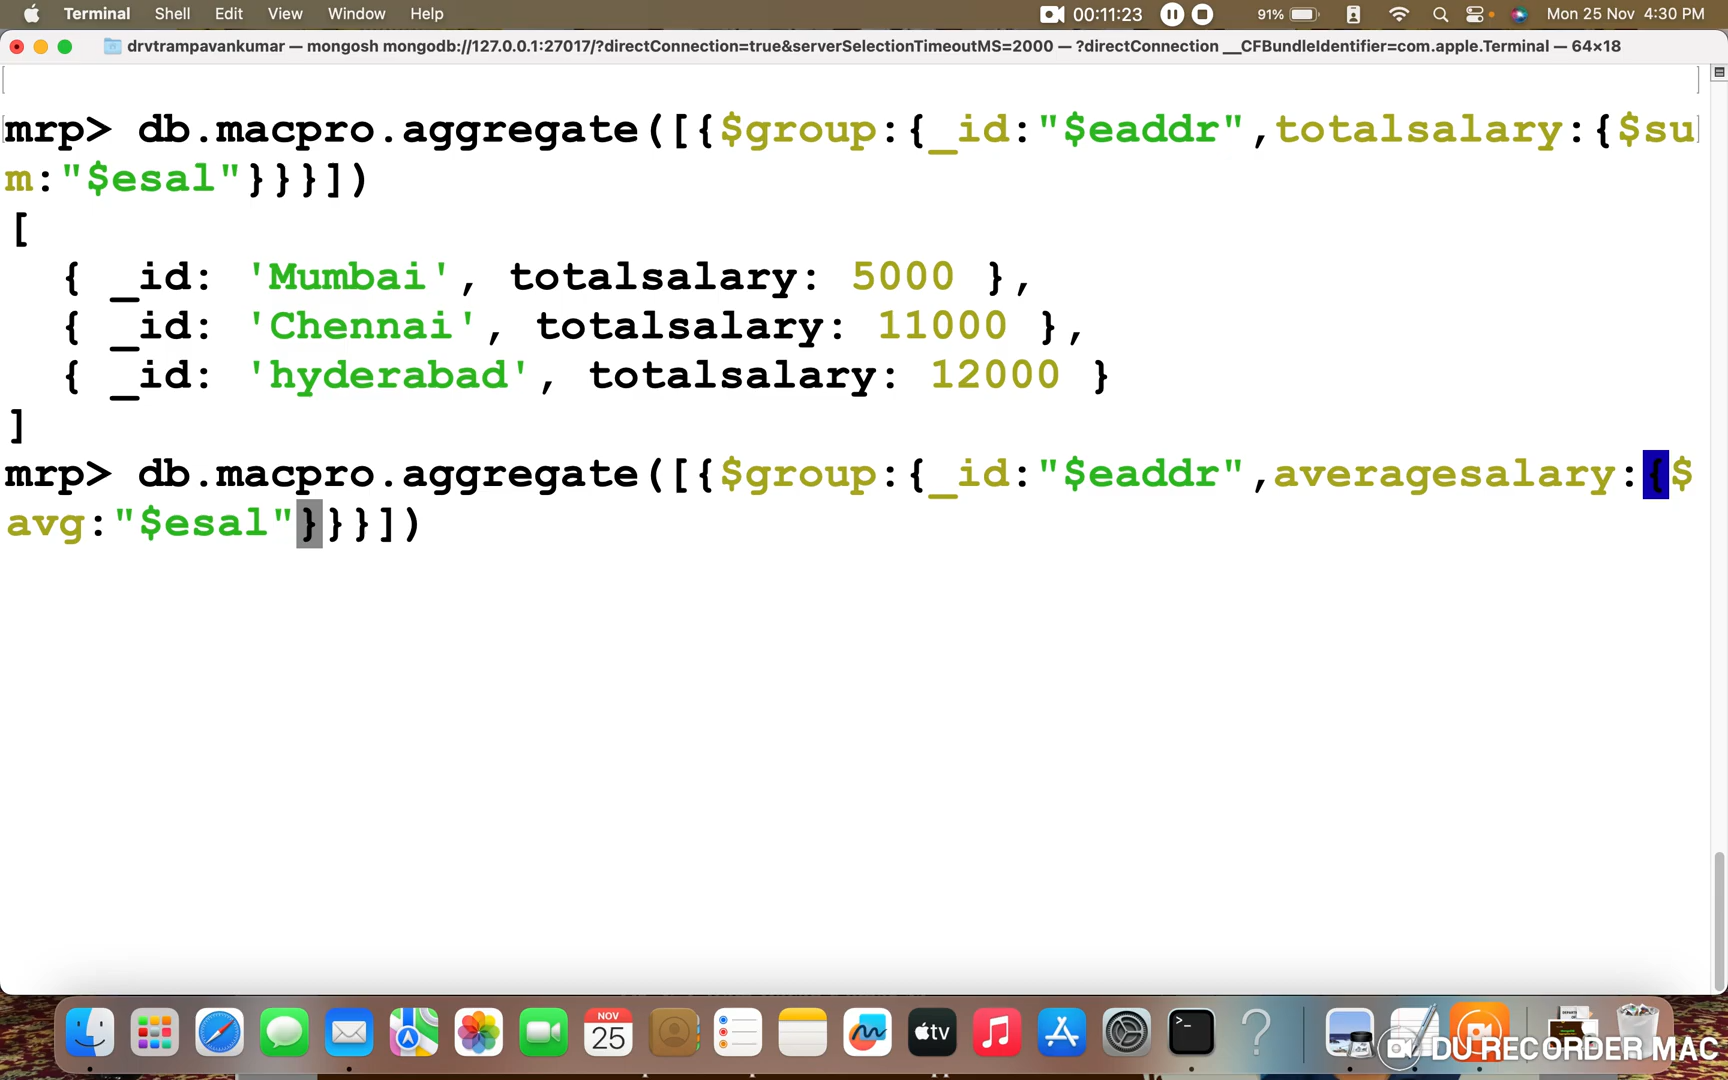 Terminal Shell Edit View Window Help 00:11:23 91% Mon 25 Nov 4:30 PM
drvtrampavankumar — mongosh mongodb://127.0.0.1:27017/?directConnection=true&serverSelectionTimeoutMS=2000 — ?directConnection __CFBundleIdentifier=com.apple.Terminal — 64×18
mrp> db.macpro.aggregate([{$group:{_id:"$eaddr",totalsalary:{$su
m:"$esal"}}}])
[
{ _id: 'Mumbai', totalsalary: 5000 },
{ _id: 'Chennai', totalsalary: 11000 },
{ _id: 'hyderabad', totalsalary: 12000 }
]
mrp> db.macpro.aggregate([{$group:{_id:"$eaddr",averagesalary:{$
avg:"$esal"}}}])
NOV
25
tv
>_
?
DU RECORDER MAC